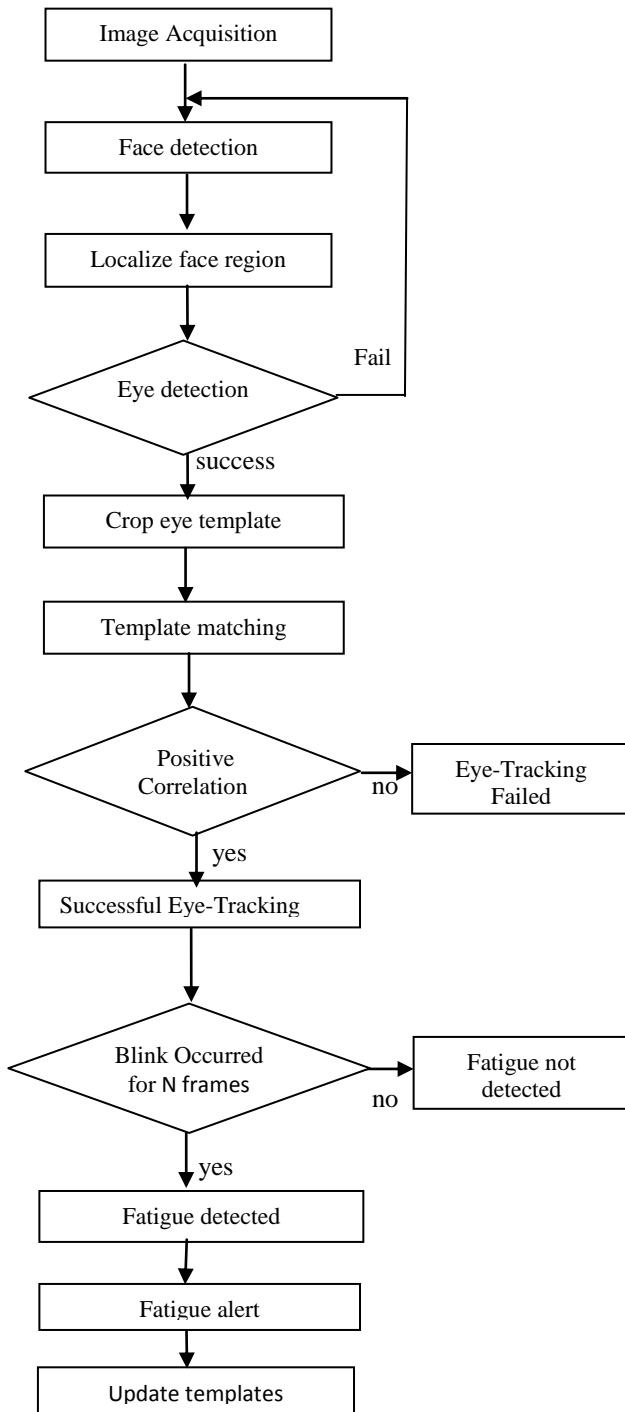 Image Acquisition
Face detection
Localize face region
Fail
Eye detection
success
Crop eye template
Template matching
Positive
Correlation
no
Eye-Tracking
Failed
yes
Successful Eye-Tracking
Blink Occurred
for N frames
no
Fatigue not
detected
yes
Fatigue detected
Fatigue alert
Update templates